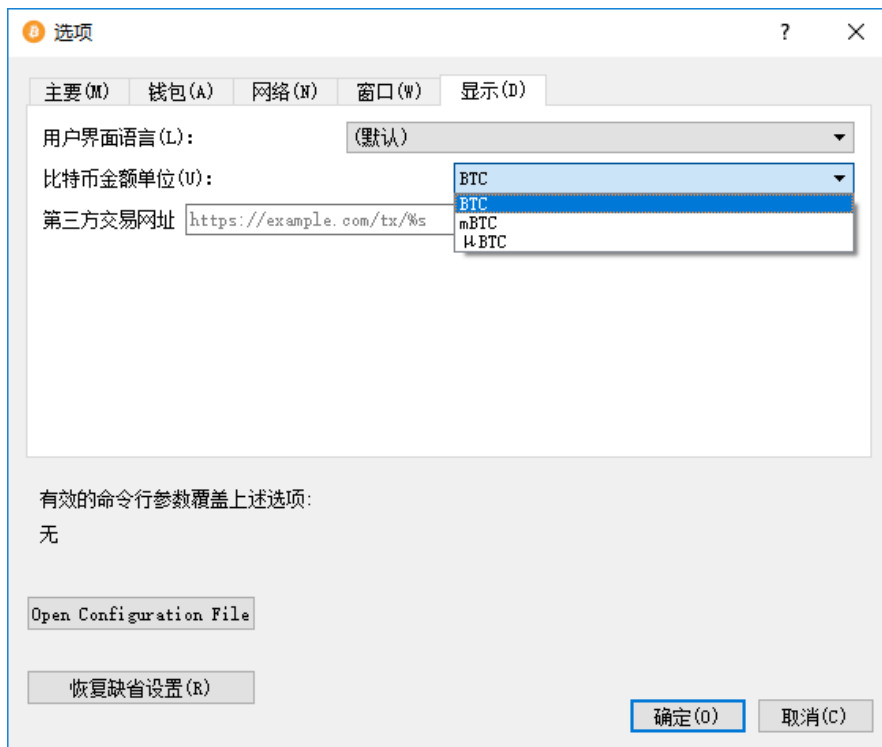 选项
主要(M) 钱包(A) 网络(N) 窗口(W) 显示(D)
用户界面语言(L): (默认)
比特币金额单位(U): BTC
BTC
第三方交易网址 https://example.com/tx/%s
mBTC
μBTC
有效的命令行参数覆盖上述选项:
无
Open Configuration File
恢复缺省设置(R)
确定(O) 取消(C)